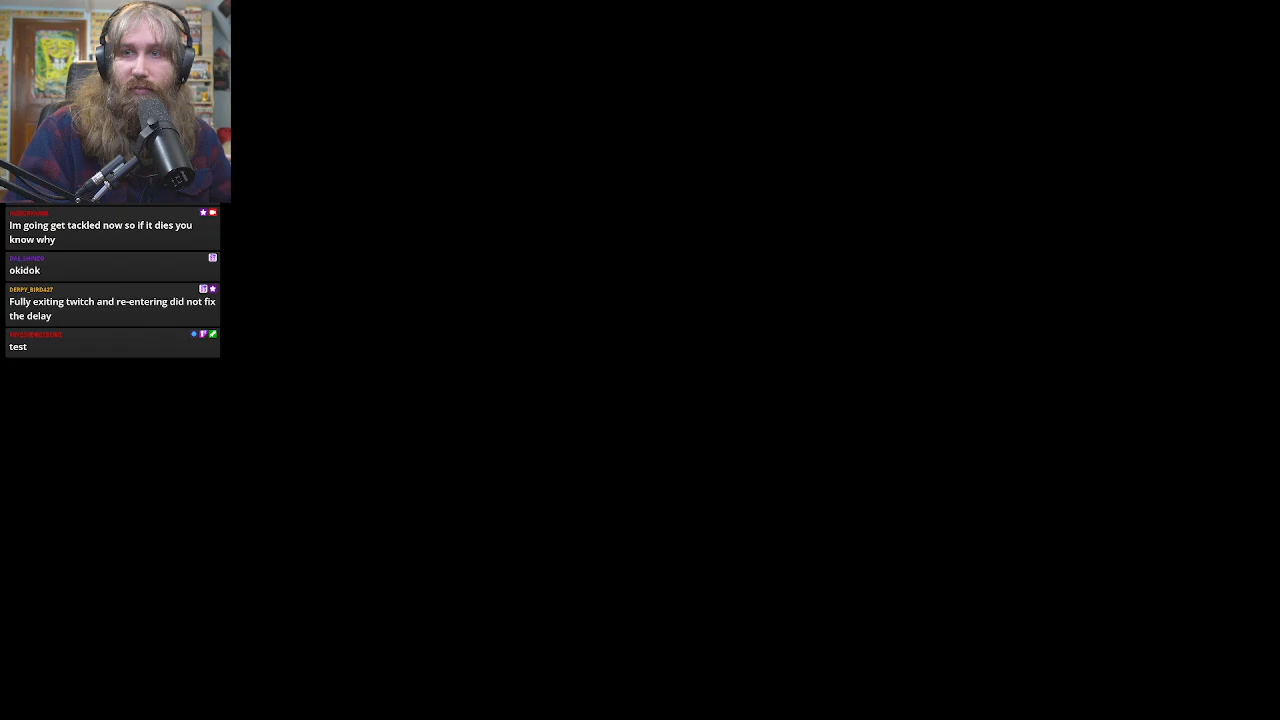 Im going get tackled now so if it dies you
know why
okidok
DERPY_BIRD427
Fully exiting twitch and re-entering did not fix
the delay
test